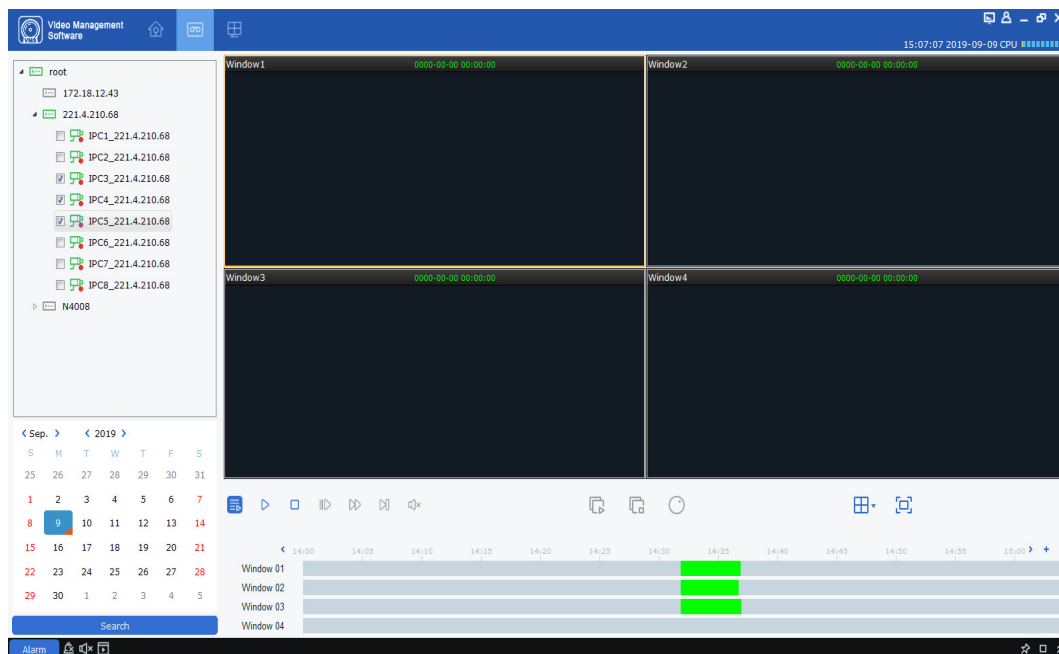 Video Management
Software
15:07:07 2019-09-09 CPU
root
172.18.12.43
221.4.210.68
IPC1_221.4.210.68
IPC2_221.4.210.68
IPC3_221.4.210.68
IPC4_221.4.210.68
IPC5_221.4.210.68
IPC6_221.4.210.68
IPC7_221.4.210.68
IPC8_221.4.210.68
N4008
Window1 0000-00-00 00:00:00
Window2 0000-00-00 00:00:00
Window3 0000-00-00 00:00:00
Window4 0000-00-00 00:00:00
Sep. 2019
S M T W T F S
25 26 27 28 29 30 31
1 2 3 4 5 6 7
8 9 10 11 12 13 14
15 16 17 18 19 20 21
22 23 24 25 26 27 28
29 30 1 2 3 4 5
Search
14:00 14:05 14:10 14:15 14:20 14:25 14:30 14:35 14:40 14:45 14:50 14:55 15:00
Window 01
Window 02
Window 03
Window 04
Alarm